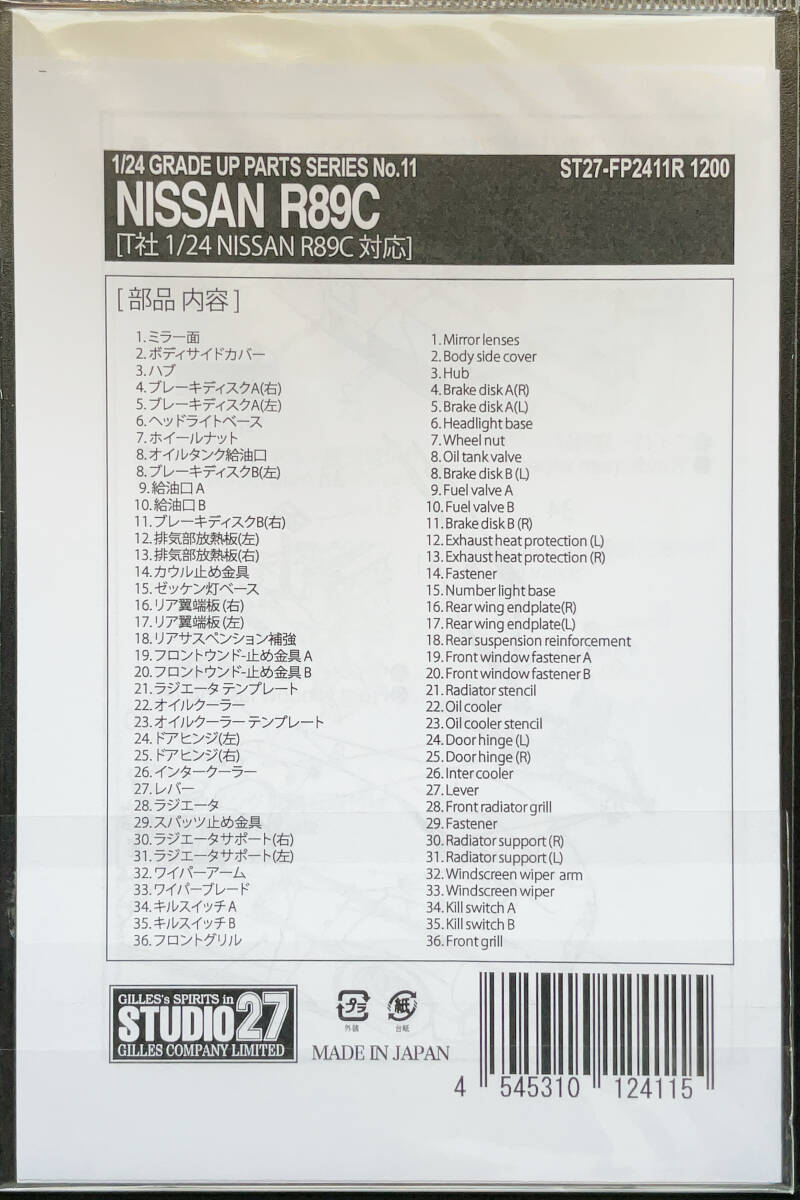 1/24 GRADE UP PARTS SERIES No.11
ST27-FP2411R 1200
NISSAN R89C
[T社 1/24 NISSAN R89C 対応]
[部品 内容]
1.ミラー面
2.ボディサイドカバー
3.ハブ
4.ブレーキディスクA(右)
5.ブレーキディスクA(左)
6.ヘッドライトベース
7.ホイールナット
8.オイルタンク給油口
8.ブレーキディスクB(左)
9.給油口 A
10.給油口 B
11.ブレーキディスクB(右)
12.排気部放熱板(左)
13.排気部放熱板(右)
14.カウル止め金具
15.ゼッケン灯ベース
16.リア翼端板(右)
17.リア翼端板(左)
18.リアサスペンション補強
19.フロントウンド-止め金具 A
20.フロントウンド-止め金具 B
21.ラジエータ テンプレート
22.オイルクーラー
23.オイルクーラー テンプレート
24.ドアヒンジ(左)
25.ドアヒンジ(右)
26.インタークーラー
27.レバー
28.ラジエータ
29.スパッツ止め金具
30.ラジエータサポート(右)
31.ラジエータサポート(左)
32.ワイパーアーム
33.ワイパーブレード
34.キルスイッチ A
35.キルスイッチ B
36.フロントグリル
1.Mirror lenses
2.Body side cover
3.Hub
4.Brake disk A(R)
5.Brake disk A(L)
6.Headlight base
7.Wheel nut
8.Oil tank valve
8.Brake disk B (L)
9.Fuel valve A
10.Fuel valve B
11.Brake disk B (R)
12.Exhaust heat protection (L)
13.Exhaust heat protection (R)
14.Fastener
15.Number light base
16.Rear wing endplate(R)
17.Rear wing endplate(L)
18.Rear suspension reinforcement
19.Front window fastener A
20.Front window fastener B
21.Radiator stencil
22.Oil cooler
23.Oil cooler stencil
24.Door hinge (L)
25.Door hinge (R)
26.Inter cooler
27.Lever
28.Front radiator grill
29.Fastener
30.Radiator support (R)
31.Radiator support (L)
32.Windscreen wiper arm
33.Windscreen wiper
34.Kill switch A
35.Kill switch B
36.Front grill
GILLES's SPIRITS in
STUDIO27
GILLES COMPANY LIMITED
プラ 紙
外装 台紙
MADE IN JAPAN
4 545310 124115